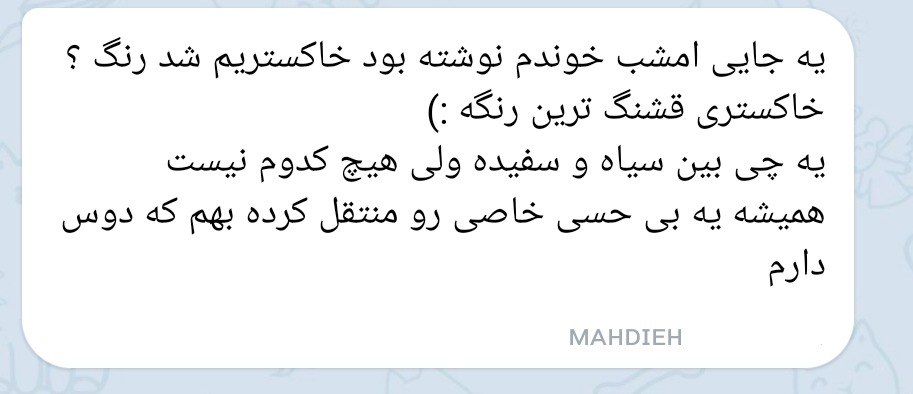 یه جایی امشب خوندم نوشته بود خاکستریم شد رنگ ؟
خاکستری قشنگ ترین رنگه :)
یه چی بین سیاه و سفیده ولی هیچ کدوم نیست
همیشه یه بی حسی خاصی رو منتقل کرده بهم که دوس
دارم
MAHDIEH